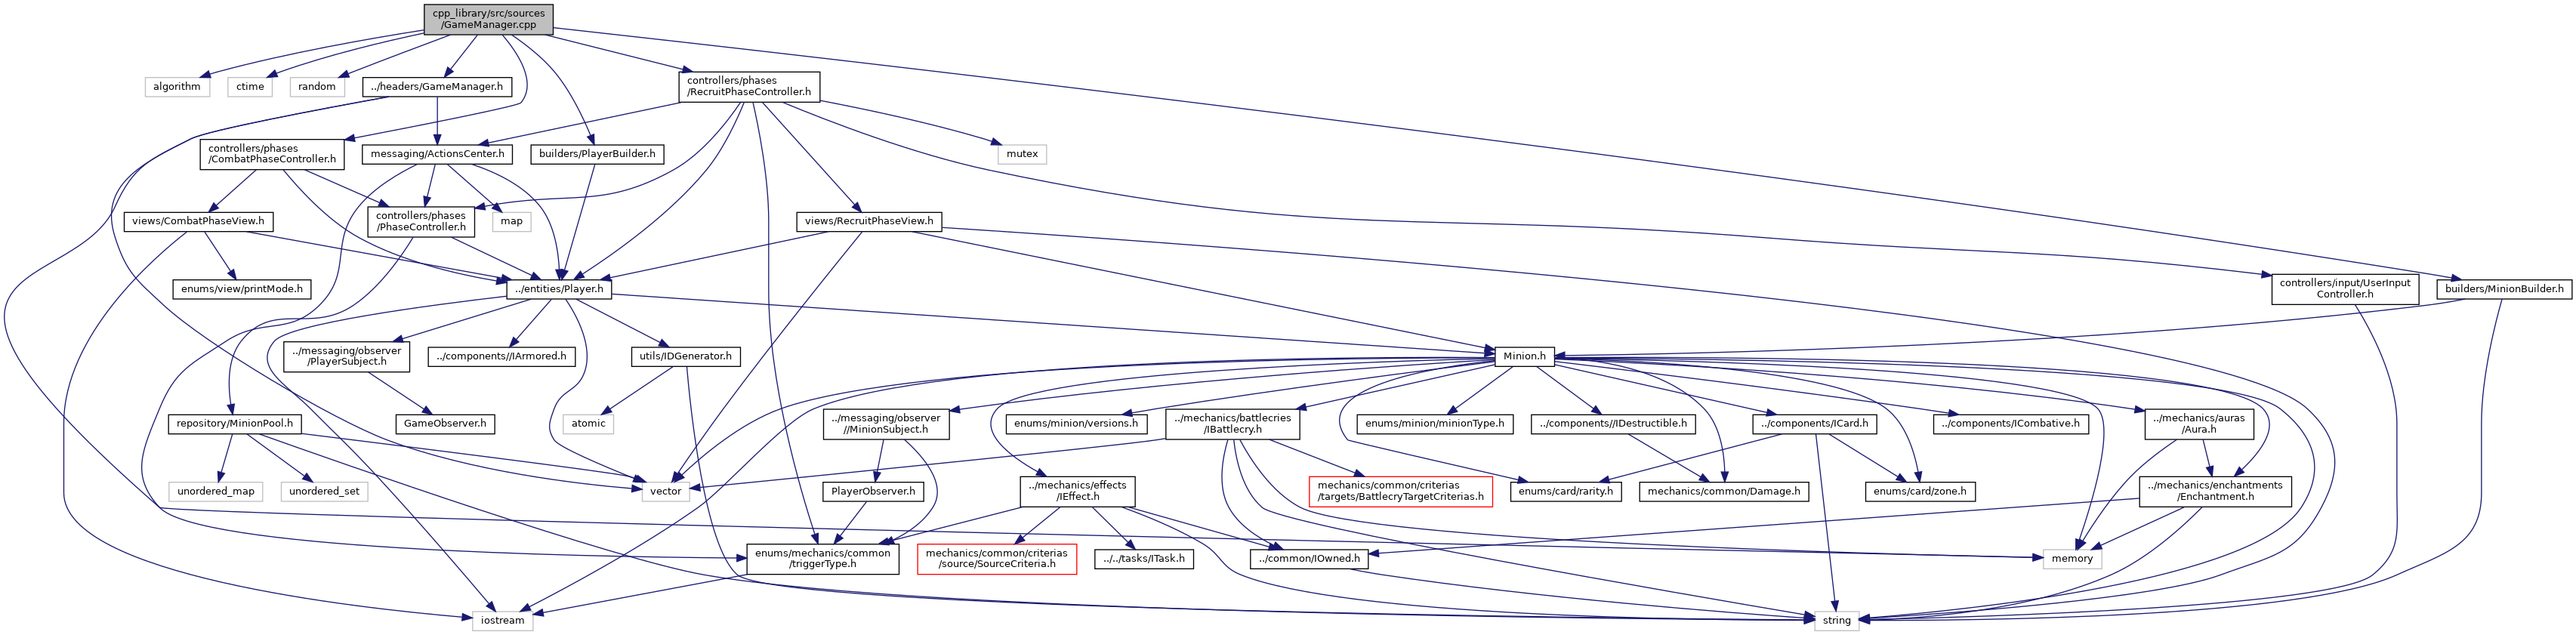 cpp_library/src/sources
/GameManager.cpp
algorithm
ctime
random
../headers/GameManager.h
controllers/phases
/RecruitPhaseController.h
controllers/phases
/CombatPhaseController.h
messaging/ActionsCenter.h
builders/PlayerBuilder.h
mutex
views/CombatPhaseView.h
controllers/phases
/PhaseController.h
map
views/RecruitPhaseView.h
enums/view/printMode.h
../entities/Player.h
controllers/input/UserInput
Controller.h
builders/MinionBuilder.h
../messaging/observer
/PlayerSubject.h
../components//IArmored.h
utils/IDGenerator.h
Minion.h
repository/MinionPool.h
GameObserver.h
atomic
../messaging/observer
//MinionSubject.h
enums/minion/versions.h
../mechanics/battlecries
/IBattlecry.h
enums/minion/minionType.h
../components//IDestructible.h
../components/ICard.h
../components/ICombative.h
../mechanics/auras
/Aura.h
unordered_map
unordered_set
vector
PlayerObserver.h
../mechanics/effects
/IEffect.h
mechanics/common/criterias
/targets/BattlecryTargetCriterias.h
enums/card/rarity.h
mechanics/common/Damage.h
enums/card/zone.h
../mechanics/enchantments
/Enchantment.h
enums/mechanics/common
/triggerType.h
mechanics/common/criterias
/source/SourceCriteria.h
../../tasks/ITask.h
../common/IOwned.h
memory
iostream
string